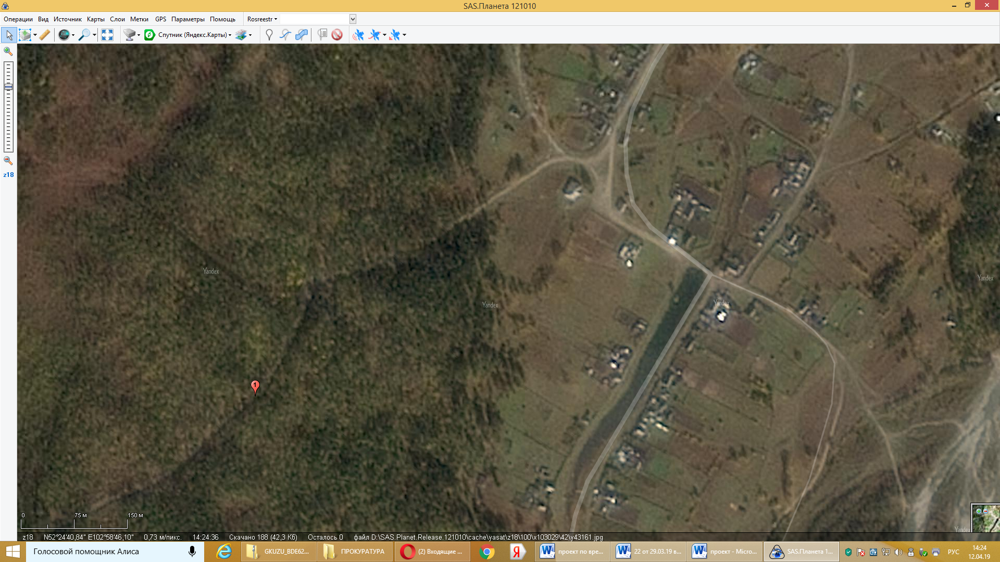 SAS.Планета 121010
Операции Вид Источник Карты Слои Метки GPS Параметры Помощь Rosreestr
Спутник (Яндекс.Карты)
z18
Yandex
Yandex
Yandex
Yandex
1
0 75 м 150 м
Yandex
z18 N52°24'40,84" E102°58'46,10" 0,73 м/пикс. 14:24:36 Скачано 188 (42,3 Кб) Осталось 0 файл D:\SAS.Planet.Release.121010\cache\yasat\z18\100\x103029\42\y43161.jpg
Голосовой помощник Алиса GKUZU_BDE62... ПРОКУРАТУРА (2) Входящие ... Я проект по вре... 22 от 29.03.19 в... проект - Micro... SAS.Планета 1... РУС 14:24
12.04.19